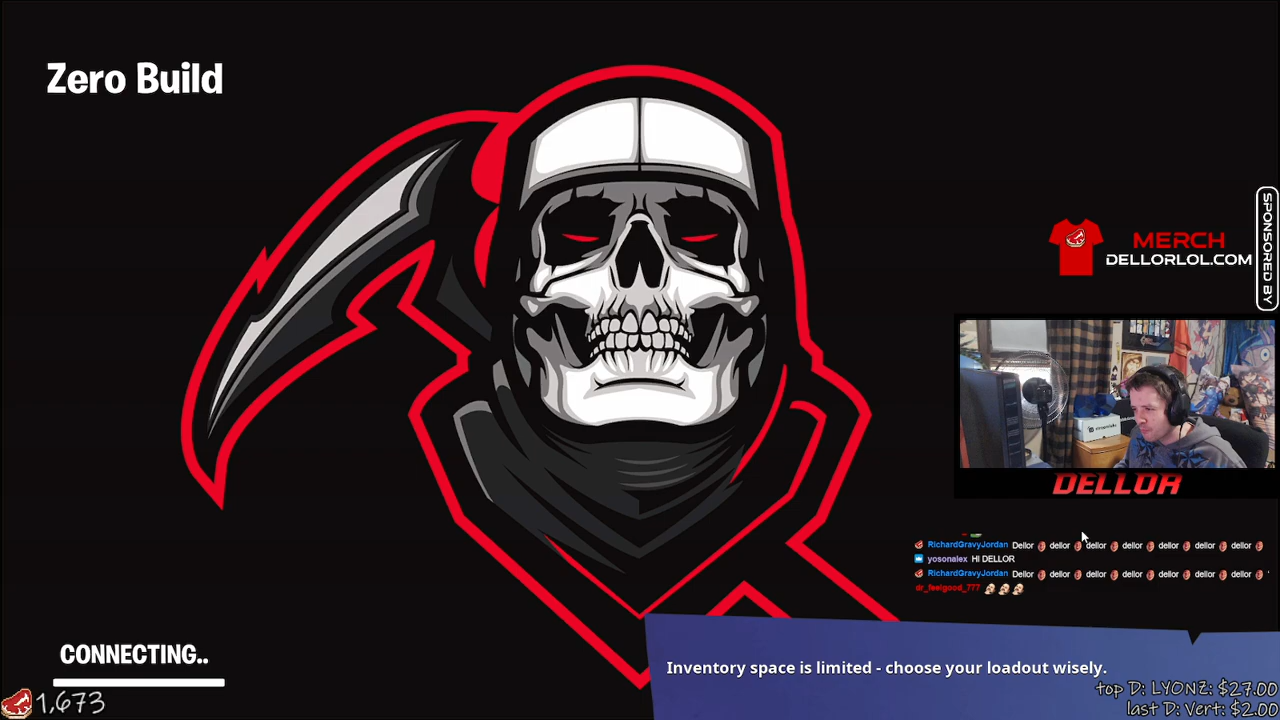 Zero Build
SPONSORED BY
MERCH
DELLORLOL.COM
DELLOR
RichardGravyJordan Dellor dellor dellor dellor dellor dellor dellor
yosonalex HI DELLOR
RichardGravyJordan Dellor dellor dellor dellor dellor dellor dellor
dr_feelgood_777
CONNECTING..
Inventory space is limited - choose your loadout wisely.
1,673
top D: LYONZ: $27.00
last D: Vert: $2.00